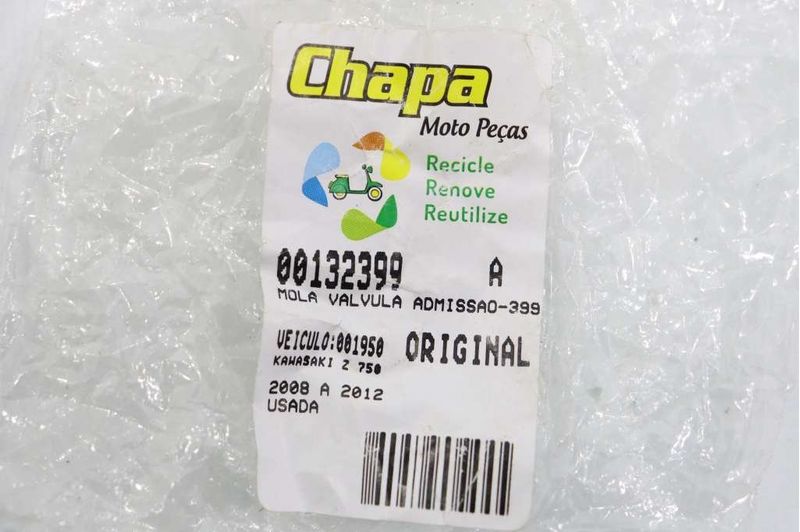 Chapa
Moto Peças
Recicle
Renove
Reutilize
00132399 A
MOLA VALVULA ADMISSAO-399
VEICULO:001950 ORIGINAL
KAWASAKI Z 750
2008 A 2012
USADA